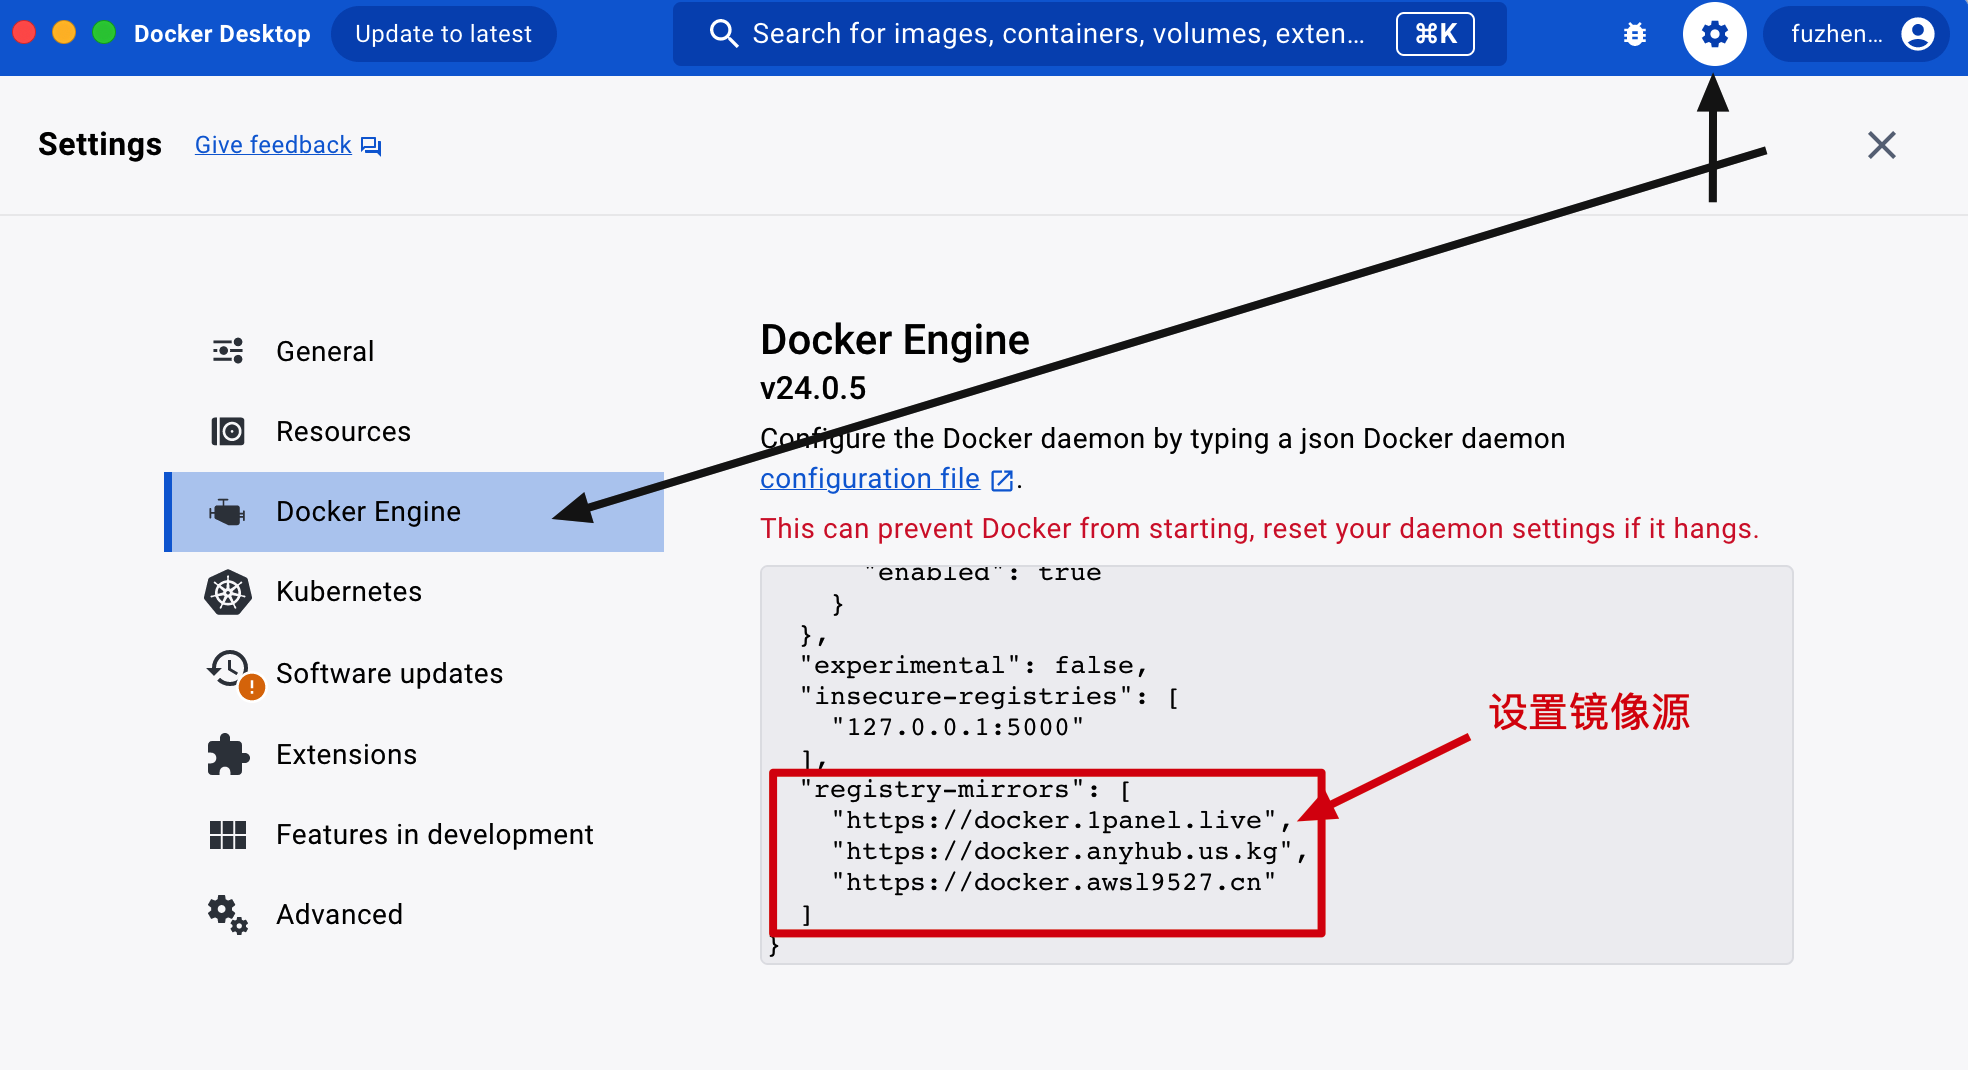 Docker Desktop
Update to latest
Search for images, containers, volumes, exten...
⌘K
fuzhen...
Settings
Give feedback
General
Resources
Docker Engine
Kubernetes
Software updates
Extensions
Features in development
Advanced
Docker Engine
v24.0.5
Configure the Docker daemon by typing a json Docker daemon
configuration file .
This can prevent Docker from starting, reset your daemon settings if it hangs.
"enabled": true
}
},
"experimental": false,
"insecure-registries": [
"127.0.0.1:5000"
],
"registry-mirrors": [
"https://docker.1panel.live",
"https://docker.anyhub.us.kg",
"https://docker.awsl9527.cn"
]
}
设置镜像源